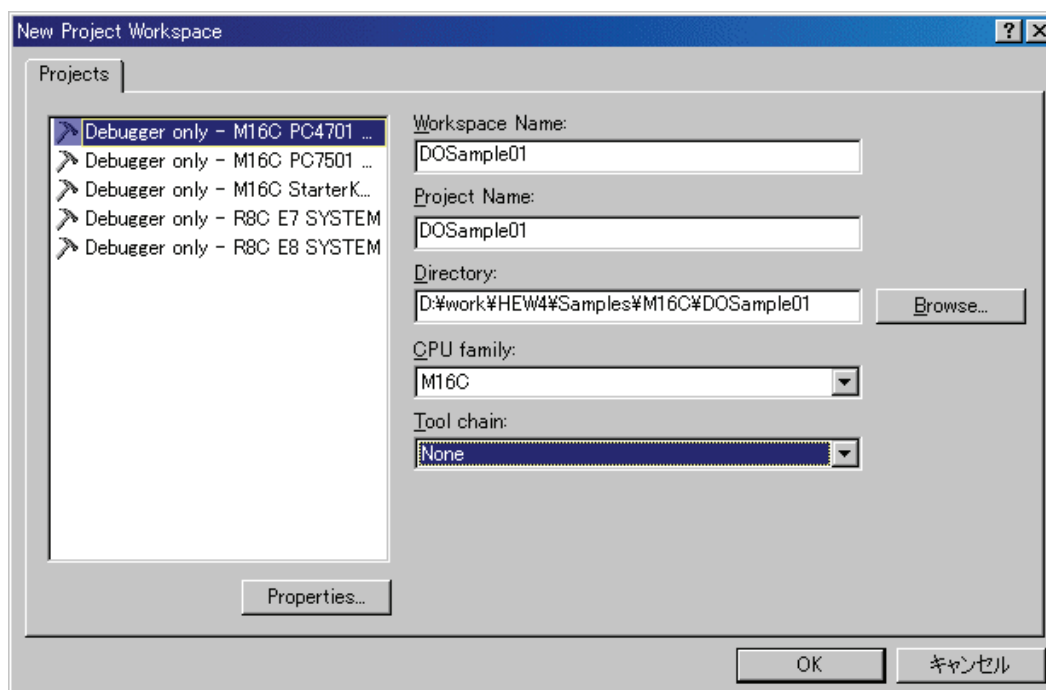 New Project Workspace
Projects
Debugger only - M16C PC4701 ...
Debugger only - M16C PC7501 ...
Debugger only - M16C StarterK...
Debugger only - R8C E7 SYSTEM
Debugger only - R8C E8 SYSTEM
Properties...
Workspace Name:
DOSample01
Project Name:
DOSample01
Directory:
D:¥work¥HEW4¥Samples¥M16C¥DOSample01
Browse...
CPU family:
M16C
Tool chain:
None
OK
キャンセル